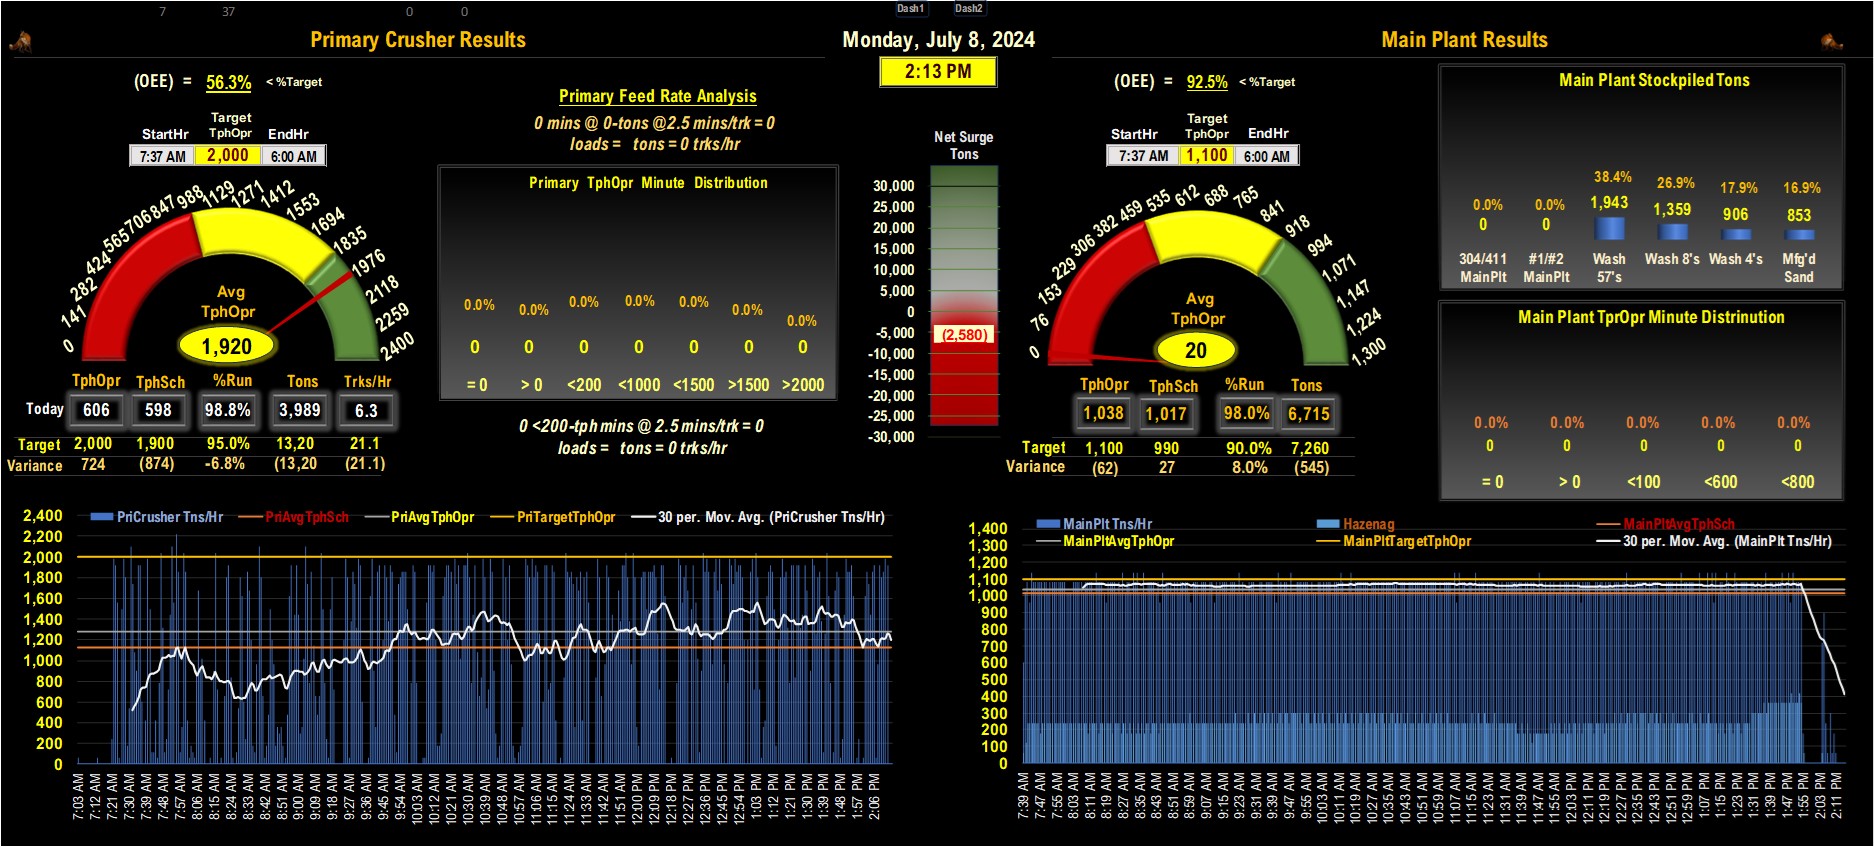 7 37 0 0 Dash1 Dash2
Primary Crusher Results
Monday, July 8, 2024
Main Plant Results
2:13 PM
(OEE) = 56.3% < %Target
StartHr Target TphOpr EndHr
7:37 AM 2,000 6:00 AM
0 141 282 424 565 706 847 988 1129 1271 1412 1553 1694 1835 1976 2118 2259 2400
Avg
TphOpr
1,920
TphOpr TphSch %Run Tons Trks/Hr
Today 606 598 98.8% 3,989 6.3
Target 2,000 1,900 95.0% 13,20 21.1
Variance 724 (874) -6.8% (13,20 (21.1)
Primary Feed Rate Analysis
0 mins @ 0-tons @2.5 mins/trk = 0
loads = tons = 0 trks/hr
Primary TphOpr Minute Distribution
0.0% 0.0% 0.0% 0.0% 0.0% 0.0% 0.0%
0 0 0 0 0 0 0
= 0 > 0 <200 <1000 <1500 >1500 >2000
0 <200-tph mins @ 2.5 mins/trk = 0
loads = tons = 0 trks/hr
Net Surge
Tons
30,000
25,000
20,000
15,000
10,000
5,000
0
-5,000
-10,000
-15,000
-20,000
-25,000
-30,000
(2,580)
(OEE) = 92.5% < %Target
StartHr Target TphOpr EndHr
7:37 AM 1,100 6:00 AM
0 76 153 229 306 382 459 535 612 688 765 841 918 994 1,071 1,147 1,224 1,300
Avg
TphOpr
20
TphOpr TphSch %Run Tons
1,038 1,017 98.0% 6,715
Target 1,100 990 90.0% 7,260
Variance (62) 27 8.0% (545)
Main Plant Stockpiled Tons
0.0% 0.0% 38.4% 26.9% 17.9% 16.9%
0 0 1,943 1,359 906 853
304/411 MainPlt #1/#2 MainPlt Wash 57's Wash 8's Wash 4's Mfg'd Sand
Main Plant TprOpr Minute Distrinution
0.0% 0.0% 0.0% 0.0% 0.0%
0 0 0 0 0
= 0 > 0 <100 <600 <800
PriCrusher Tns/Hr PriAvgTphSch PriAvgTphOpr PriTargetTphOpr 30 per. Mov. Avg. (PriCrusher Tns/Hr)
2,400
2,200
2,000
1,800
1,600
1,400
1,200
1,000
800
600
400
200
0
7:03 AM 7:12 AM 7:21 AM 7:30 AM 7:39 AM 7:48 AM 7:57 AM 8:06 AM 8:15 AM 8:24 AM 8:33 AM 8:42 AM 8:51 AM 9:00 AM 9:09 AM 9:18 AM 9:27 AM 9:36 AM 9:45 AM 9:54 AM 10:03 AM 10:12 AM 10:21 AM 10:30 AM 10:39 AM 10:48 AM 10:57 AM 11:06 AM 11:15 AM 11:24 AM 11:33 AM 11:42 AM 11:51 AM 12:00 PM 12:09 PM 12:18 PM 12:27 PM 12:36 PM 12:45 PM 12:54 PM 1:03 PM 1:12 PM 1:21 PM 1:30 PM 1:39 PM 1:48 PM 1:57 PM 2:06 PM
MainPlt Tns/Hr Hazenag MainPltAvgTphSch
MainPltAvgTphOpr MainPltTargetTphOpr 30 per. Mov. Avg. (MainPlt Tns/Hr)
1,400
1,300
1,200
1,100
1,000
900
800
700
600
500
400
300
200
100
0
7:39 AM 7:47 AM 7:55 AM 8:03 AM 8:11 AM 8:19 AM 8:27 AM 8:35 AM 8:43 AM 8:51 AM 8:59 AM 9:07 AM 9:15 AM 9:23 AM 9:31 AM 9:39 AM 9:47 AM 9:55 AM 10:03 AM 10:11 AM 10:19 AM 10:27 AM 10:35 AM 10:43 AM 10:51 AM 10:59 AM 11:07 AM 11:15 AM 11:23 AM 11:31 AM 11:39 AM 11:47 AM 11:55 AM 12:03 PM 12:11 PM 12:19 PM 12:27 PM 12:35 PM 12:43 PM 12:51 PM 12:59 PM 1:07 PM 1:15 PM 1:23 PM 1:31 PM 1:39 PM 1:47 PM 1:55 PM 2:03 PM 2:11 PM